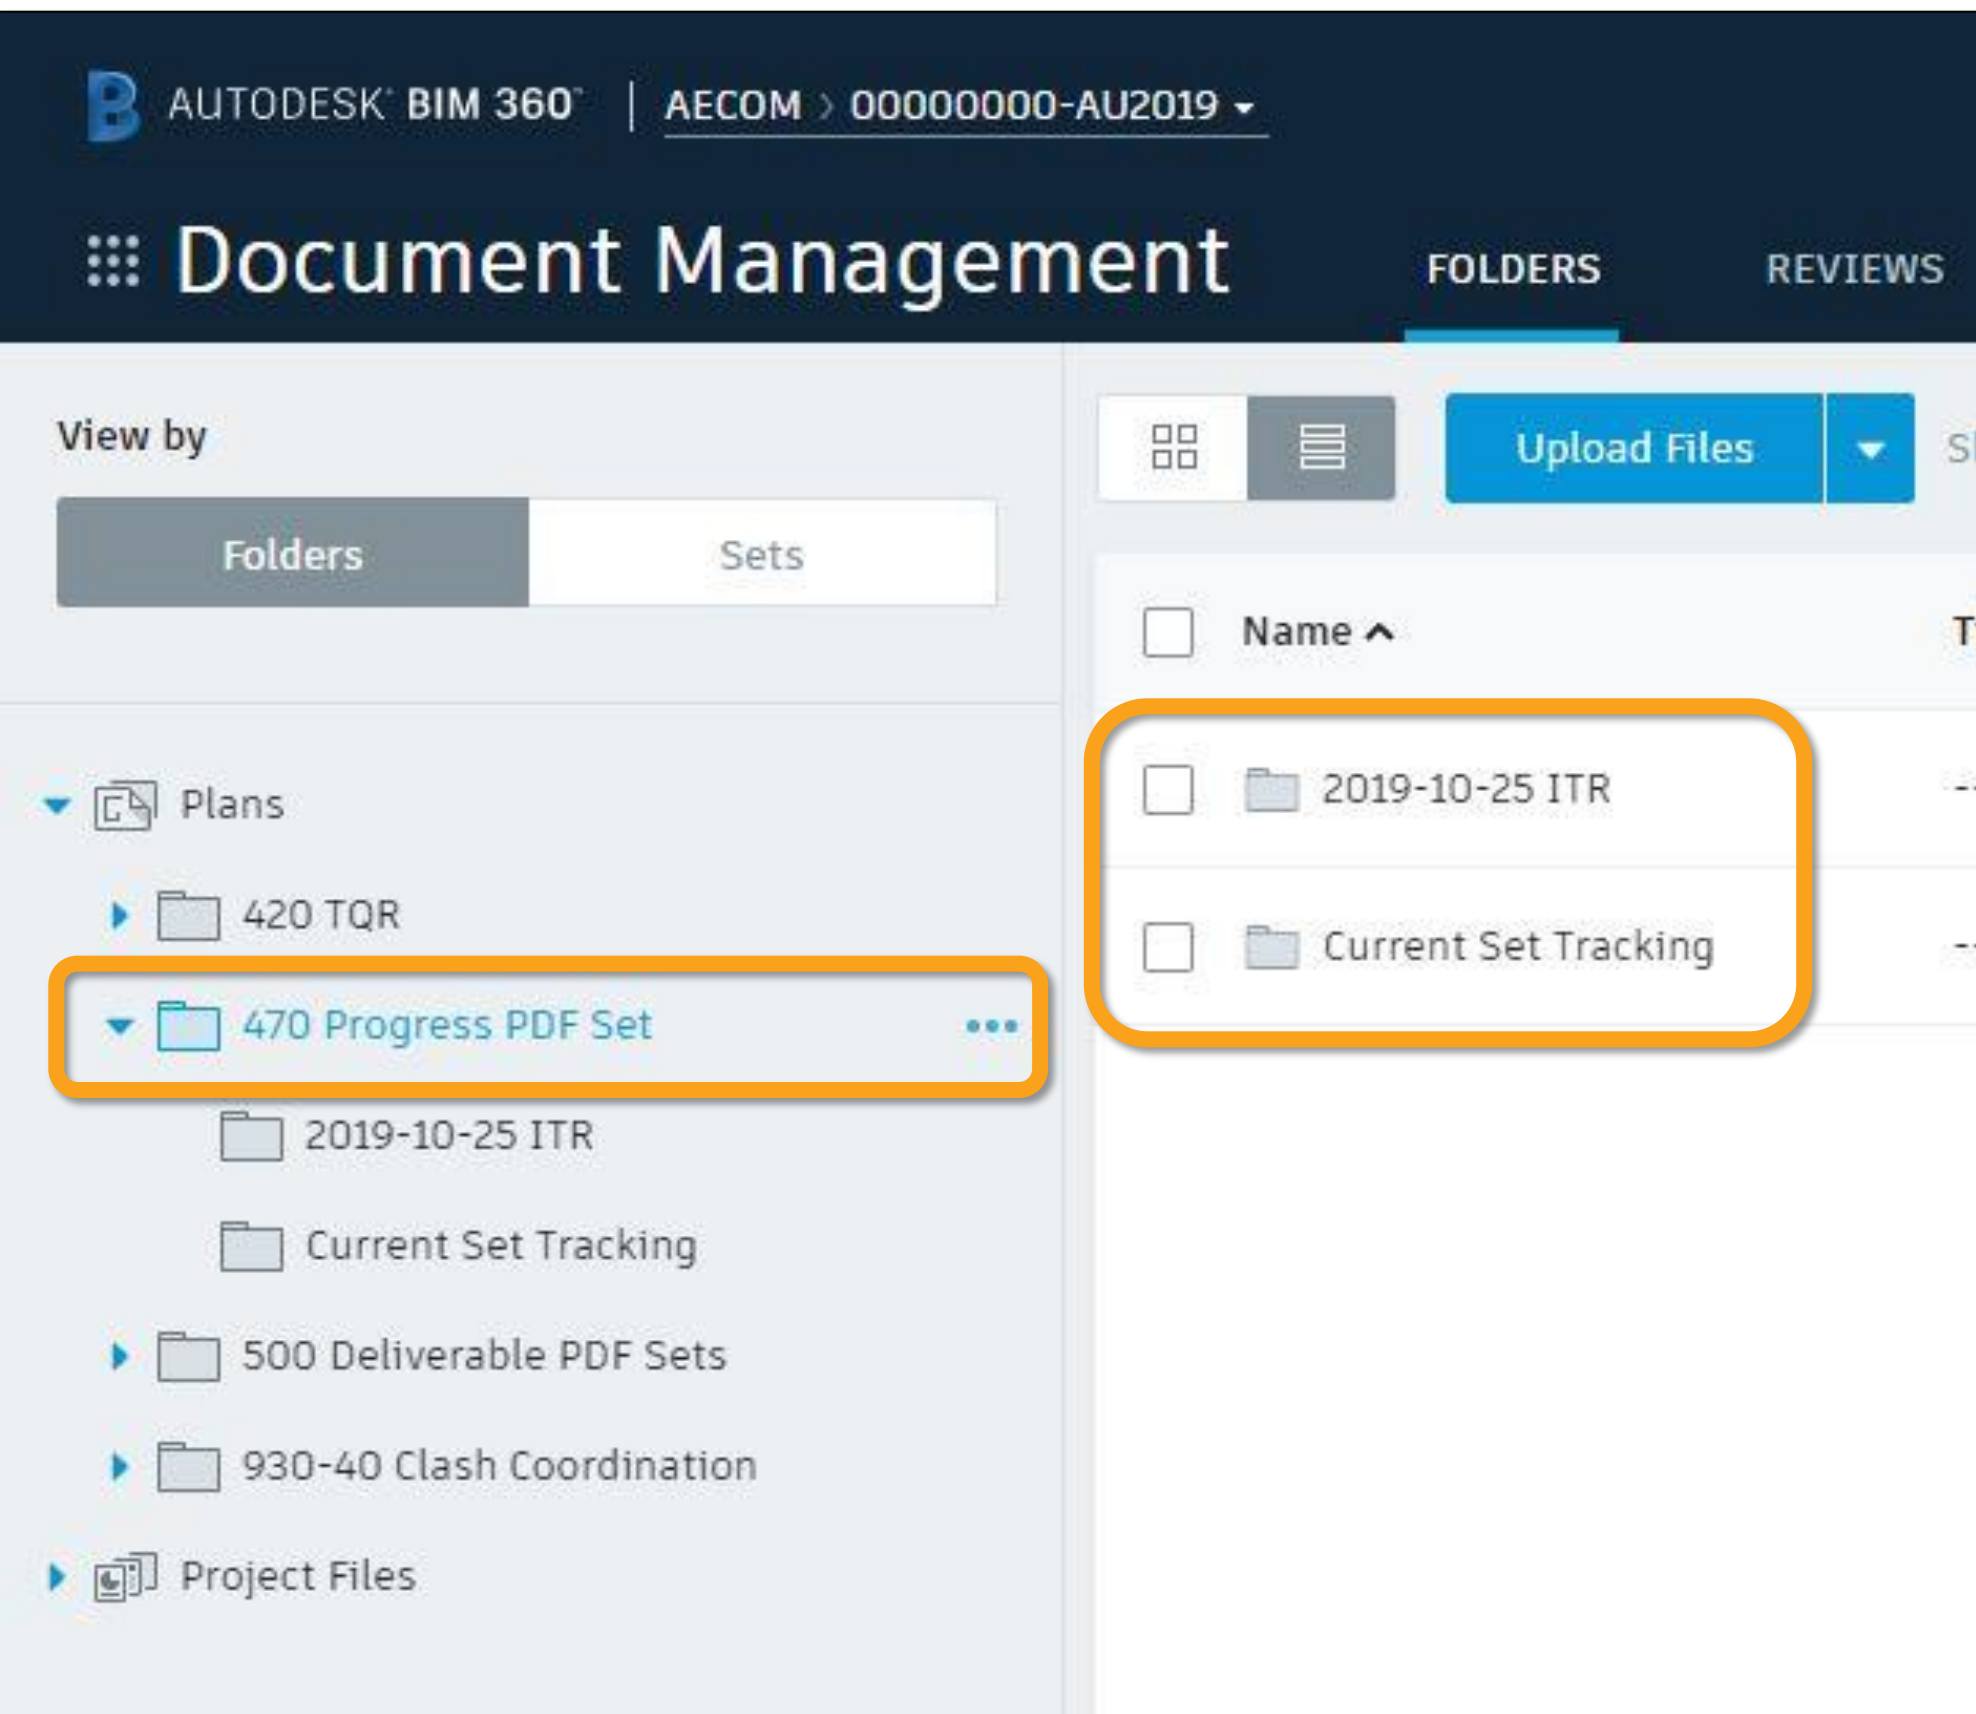 AUTODESK® BIM 360™ | AECOM > 00000000-AU2019
Document Management
FOLDERS
REVIEWS
View by
Folders
Sets
Upload Files
Name
Plans
420 TQR
470 Progress PDF Set
2019-10-25 ITR
Current Set Tracking
500 Deliverable PDF Sets
930-40 Clash Coordination
Project Files
2019-10-25 ITR
--
Current Set Tracking
--